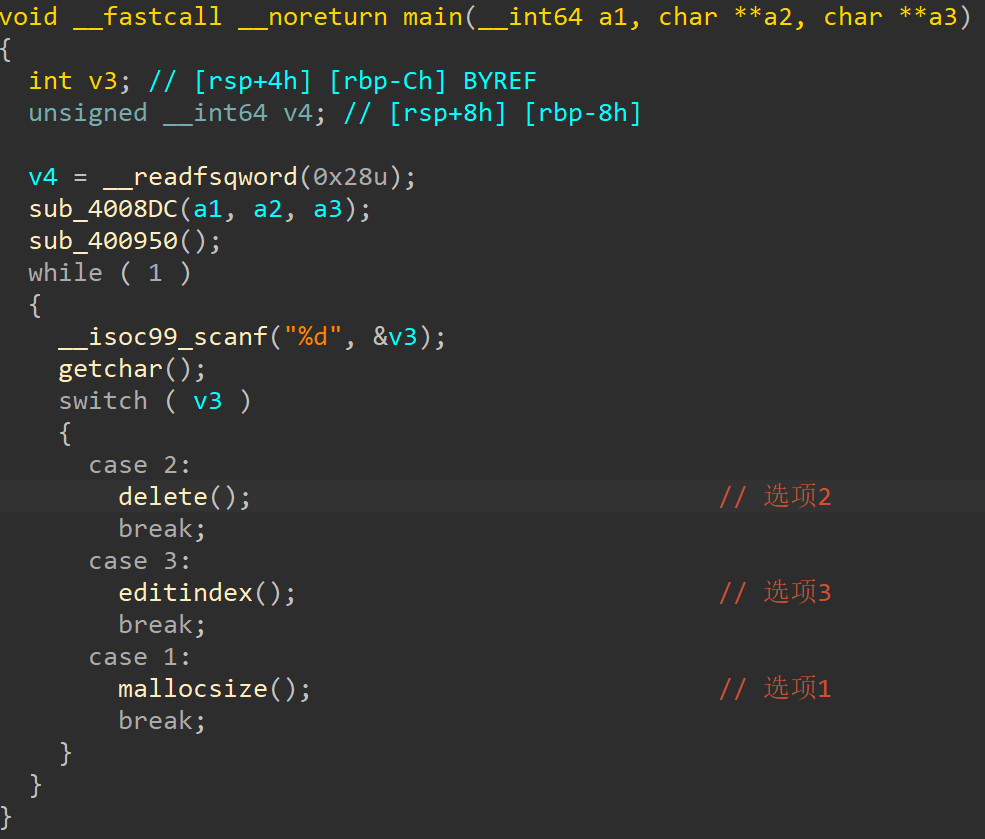 void __fastcall __noreturn main(__int64 a1, char **a2, char **a3)
{
  int v3; // [rsp+4h] [rbp-Ch] BYREF
  unsigned __int64 v4; // [rsp+8h] [rbp-8h]

  v4 = __readfsqword(0x28u);
  sub_4008DC(a1, a2, a3);
  sub_400950();
  while ( 1 )
  {
    __isoc99_scanf("%d", &v3);
    getchar();
    switch ( v3 )
    {
      case 2:
        delete();                               // 选项2
        break;
      case 3:
        editindex();                            // 选项3
        break;
      case 1:
        mallocsize();                           // 选项1
        break;
    }
  }
}